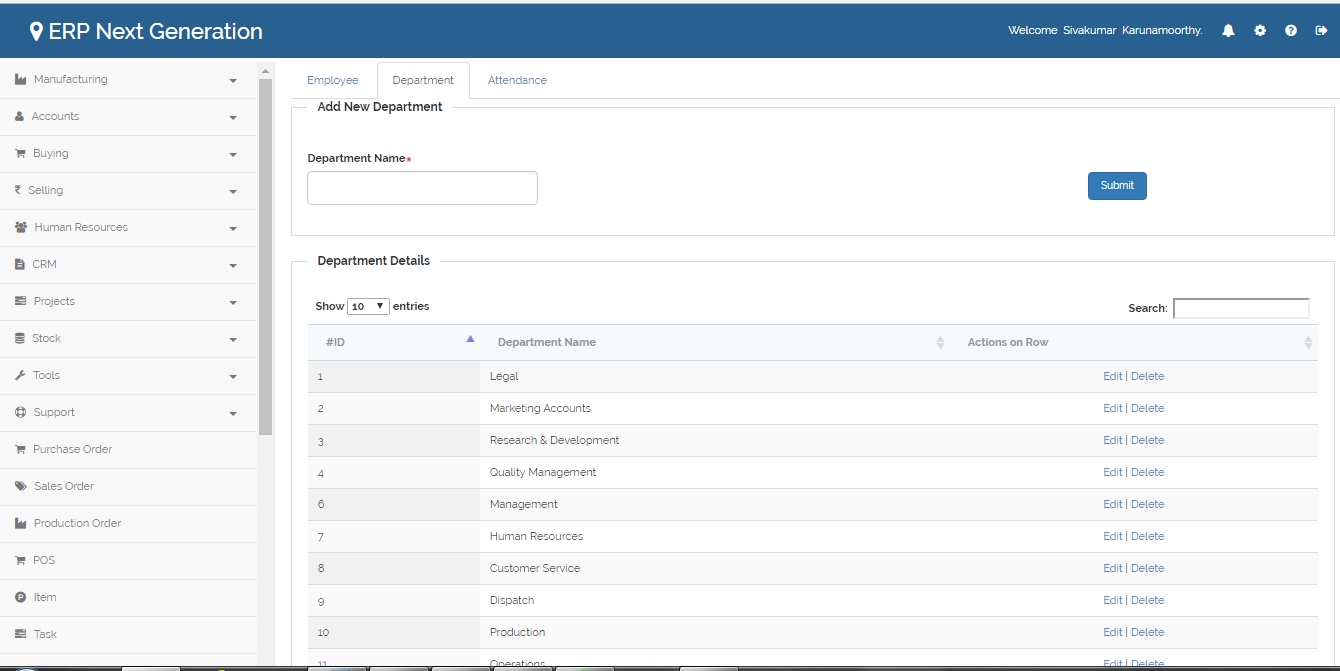 ERP Next Generation
Welcome Sivakumar Karunamoorthy.
Manufacturing
Accounts
Buying
Selling
Human Resources
CRM
Projects
Stock
Tools
Support
Purchase Order
Sales Order
Production Order
POS
Item
Task
Employee Department Attendance
Add New Department
Department Name*
Submit
Department Details
Show 10 entries Search:
#ID Department Name Actions on Row
1 Legal Edit | Delete
2 Marketing Accounts Edit | Delete
3 Research & Development Edit | Delete
4 Quality Management Edit | Delete
6 Management Edit | Delete
7 Human Resources Edit | Delete
8 Customer Service Edit | Delete
9 Dispatch Edit | Delete
10 Production Edit | Delete
11 Operations Edit | Delete